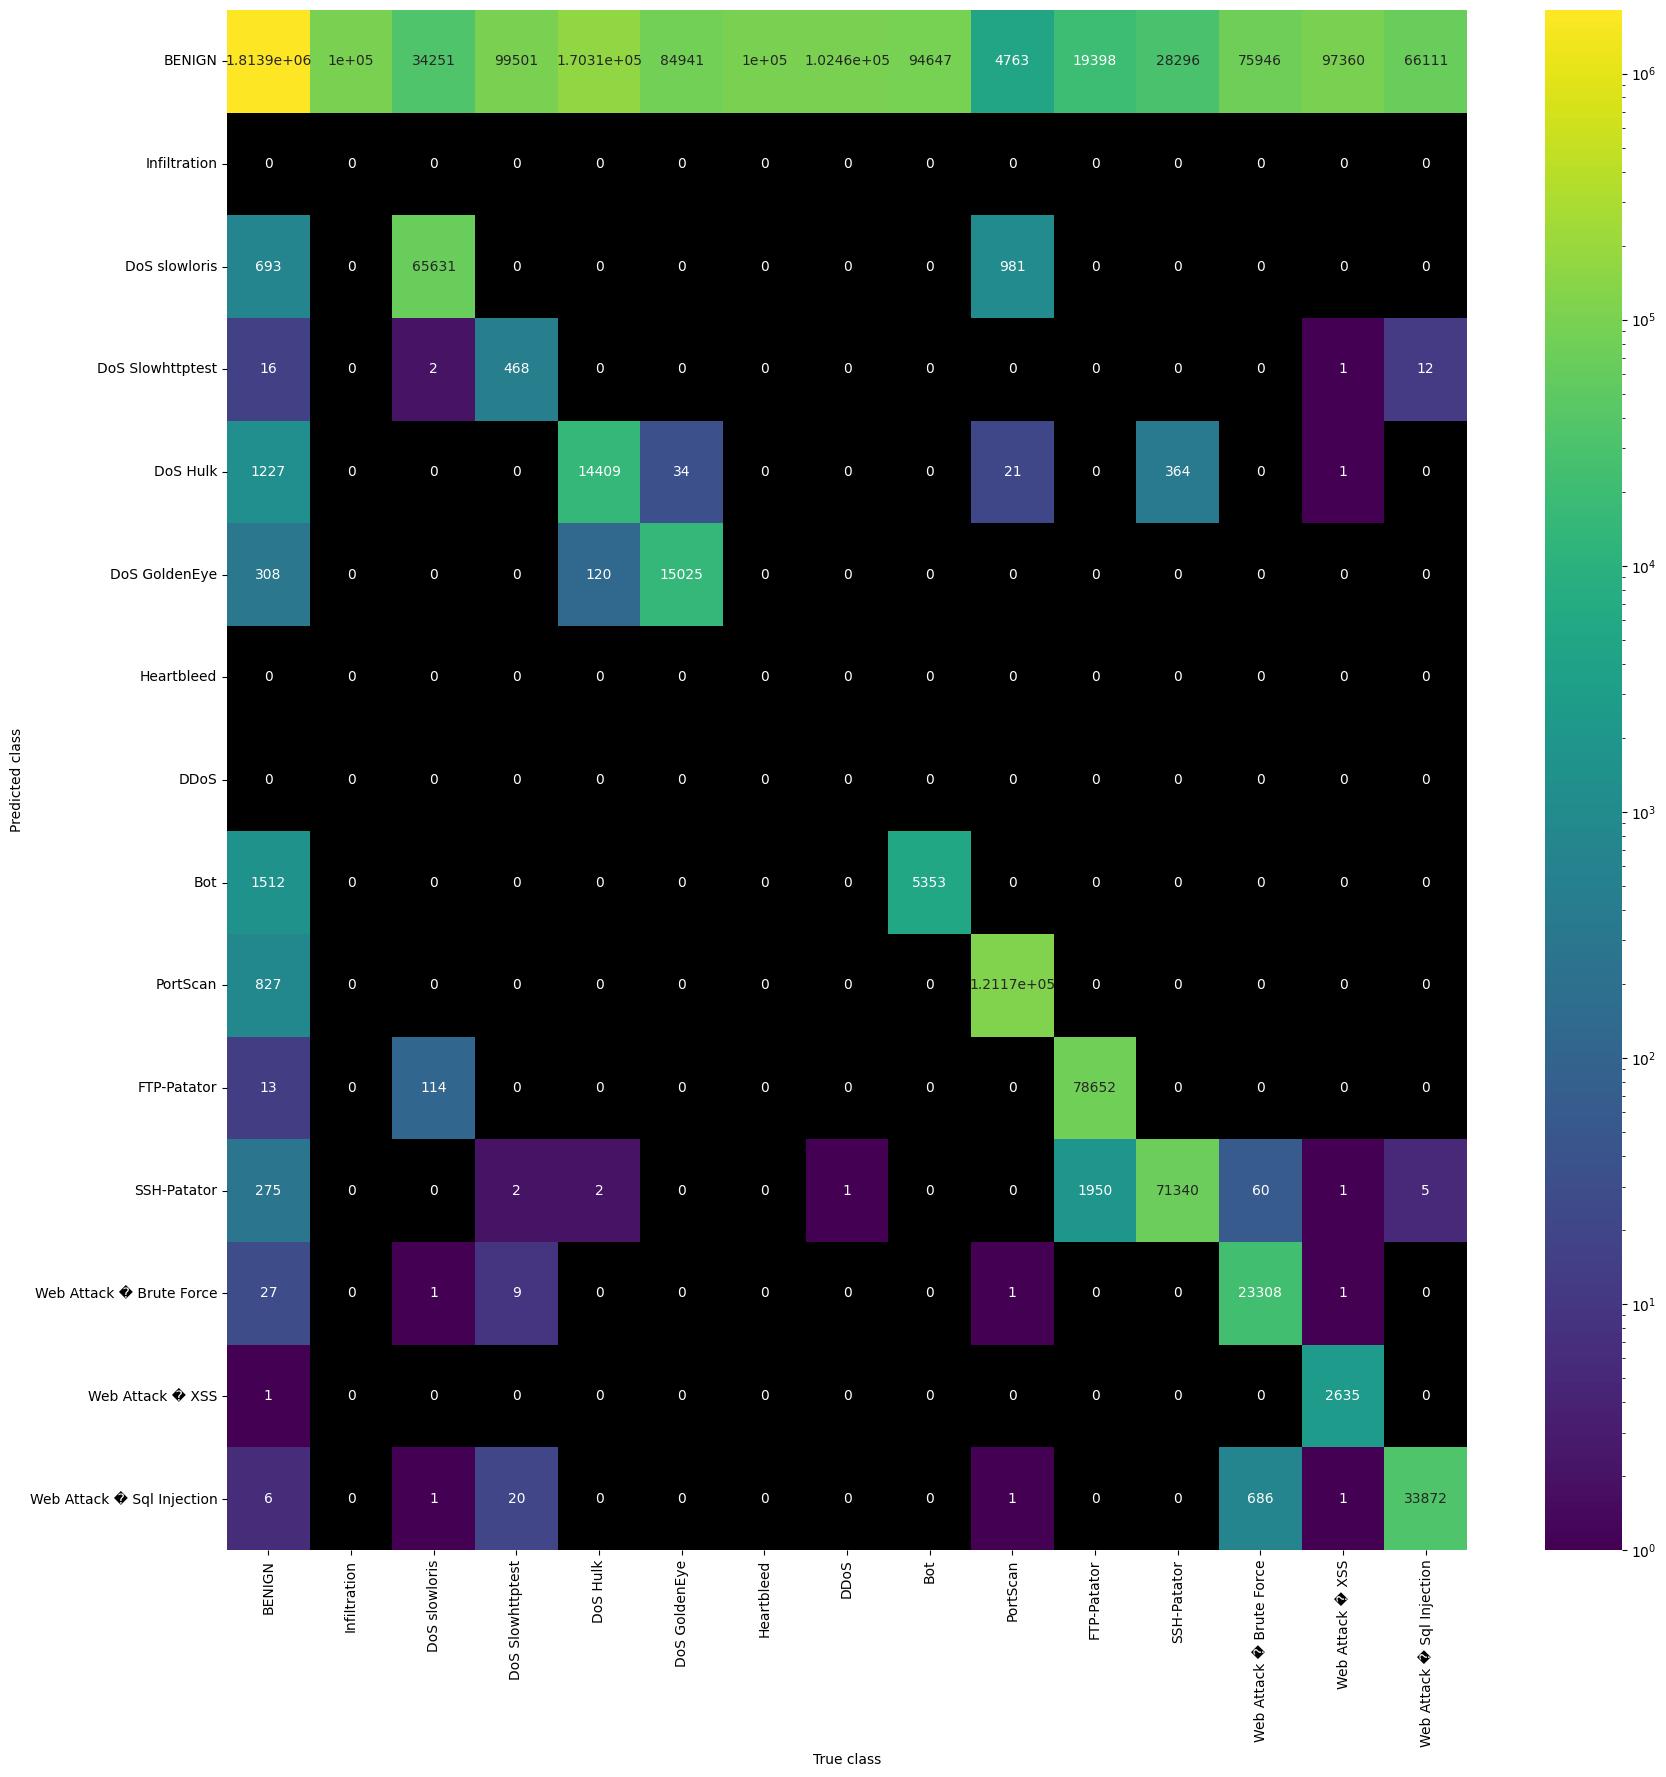 BENIGN 1.8139e+06 1e+05 34251 99501 1.7031e+05 84941 1e+05 1.0246e+05 94647 4763 19398 28296 75946 97360 66111
Infiltration 0 0 0 0 0 0 0 0 0 0 0 0 0 0 0
DoS slowloris 693 0 65631 0 0 0 0 0 0 981 0 0 0 0 0
DoS Slowhttptest 16 0 2 468 0 0 0 0 0 0 0 0 0 1 12
DoS Hulk 1227 0 0 0 14409 34 0 0 0 21 0 364 0 1 0
DoS GoldenEye 308 0 0 0 120 15025 0 0 0 0 0 0 0 0 0
Heartbleed 0 0 0 0 0 0 0 0 0 0 0 0 0 0 0
DDoS 0 0 0 0 0 0 0 0 0 0 0 0 0 0 0
Bot 1512 0 0 0 0 0 0 0 5353 0 0 0 0 0 0
PortScan 827 0 0 0 0 0 0 0 0 1.2117e+05 0 0 0 0 0
FTP-Patator 13 0 114 0 0 0 0 0 0 0 78652 0 0 0 0
SSH-Patator 275 0 0 2 2 0 0 1 0 0 1950 71340 60 1 5
Web Attack � Brute Force 27 0 1 9 0 0 0 0 0 1 0 0 23308 1 0
Web Attack � XSS 1 0 0 0 0 0 0 0 0 0 0 0 0 2635 0
Web Attack � Sql Injection 6 0 1 20 0 0 0 0 0 1 0 0 686 1 33872
Predicted class
BENIGN
Infiltration
DoS slowloris
DoS Slowhttptest
DoS Hulk
DoS GoldenEye
Heartbleed
DDoS
Bot
PortScan
FTP-Patator
SSH-Patator
Web Attack � Brute Force
Web Attack � XSS
Web Attack � Sql Injection
True class
10^6
10^5
10^4
10^3
10^2
10^1
10^0